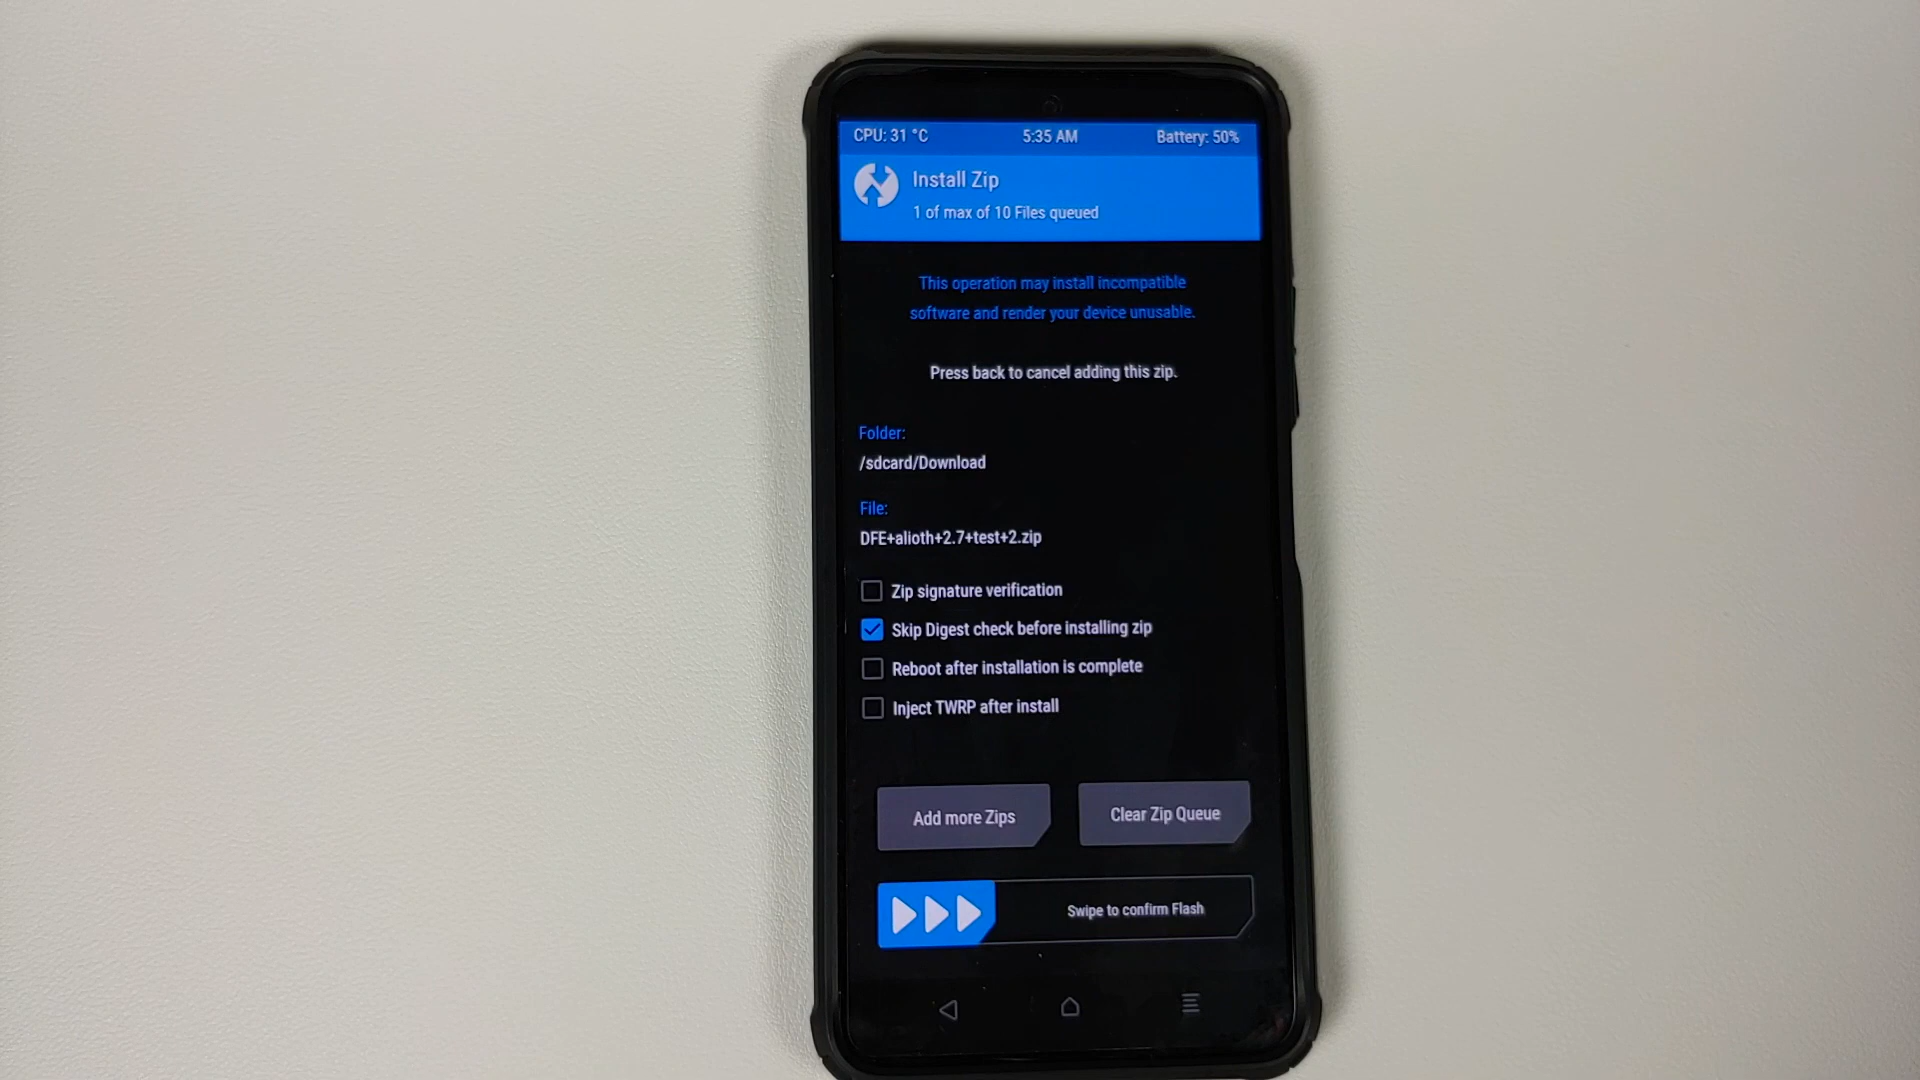 CPU: 31 °C 5:35 AM Battery: 50%
Install Zip
1 of max of 10 Files queued
This operation may install incompatible
software and render your device unusable.
Press back to cancel adding this zip.
Folder:
/sdcard/Download
File:
DFE+alioth+2.7+test+2.zip
Zip signature verification
Skip Digest check before installing zip
Reboot after installation is complete
Inject TWRP after install
Add more Zips Clear Zip Queue
Swipe to confirm Flash